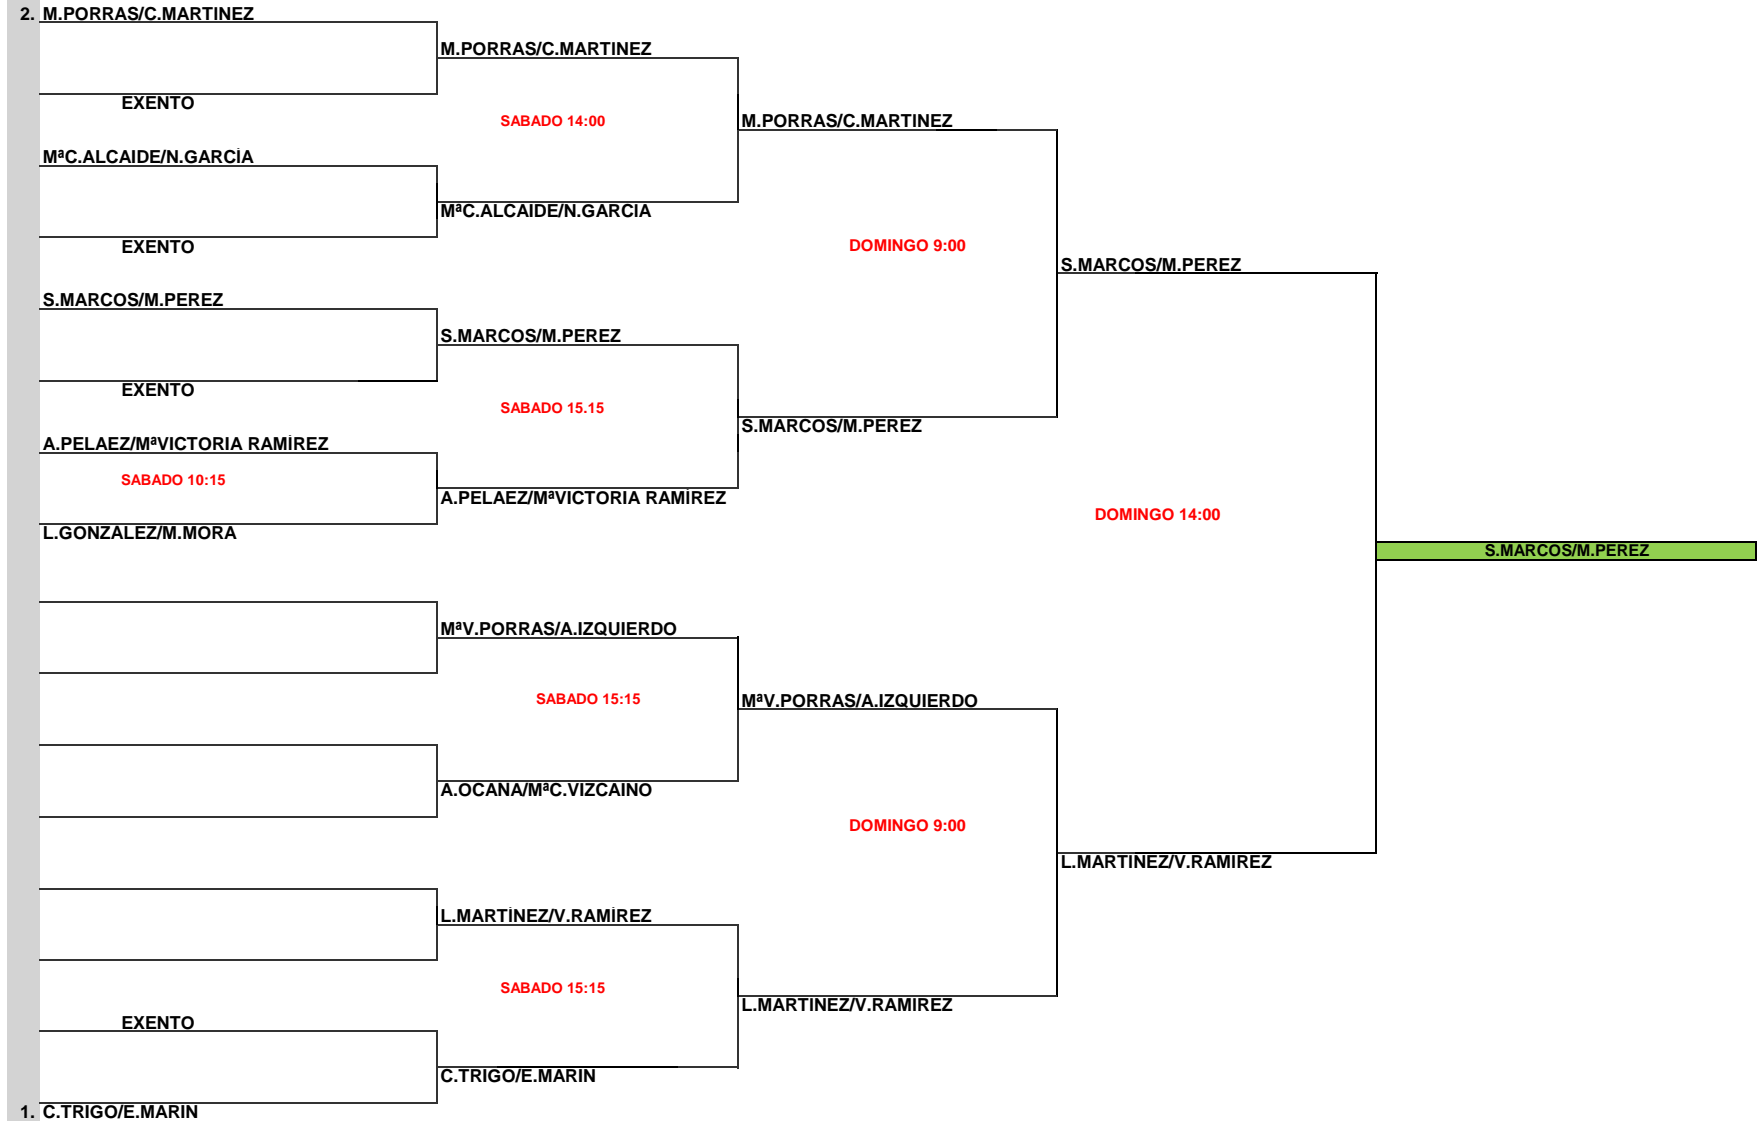 2. M.PORRAS/C.MARTINEZ
M.PORRAS/C.MARTINEZ
EXENTO
SABADO 14:00
M.PORRAS/C.MARTINEZ
MªC.ALCAIDE/N.GARCÍA
MªC.ALCAIDE/N.GARCIA
EXENTO
DOMINGO 9:00
S.MARCOS/M.PEREZ
S.MARCOS/M.PEREZ
S.MARCOS/M.PEREZ
EXENTO
SABADO 15.15
S.MARCOS/M.PEREZ
A.PELAEZ/MªVICTORIA RAMÍREZ
SABADO 10:15
A.PELAEZ/MªVICTORIA RAMÍREZ
DOMINGO 14:00
L.GONZALEZ/M.MORA
S.MARCOS/M.PEREZ
MªV.PORRAS/A.IZQUIERDO
SABADO 15:15
MªV.PORRAS/A.IZQUIERDO
A.OCANA/MªC.VIZCAINO
DOMINGO 9:00
L.MARTINEZ/V.RAMIREZ
L.MARTÍNEZ/V.RAMÍREZ
SABADO 15:15
L.MARTINEZ/V.RAMIREZ
EXENTO
C.TRIGO/E.MARIN
1. C.TRIGO/E.MARIN